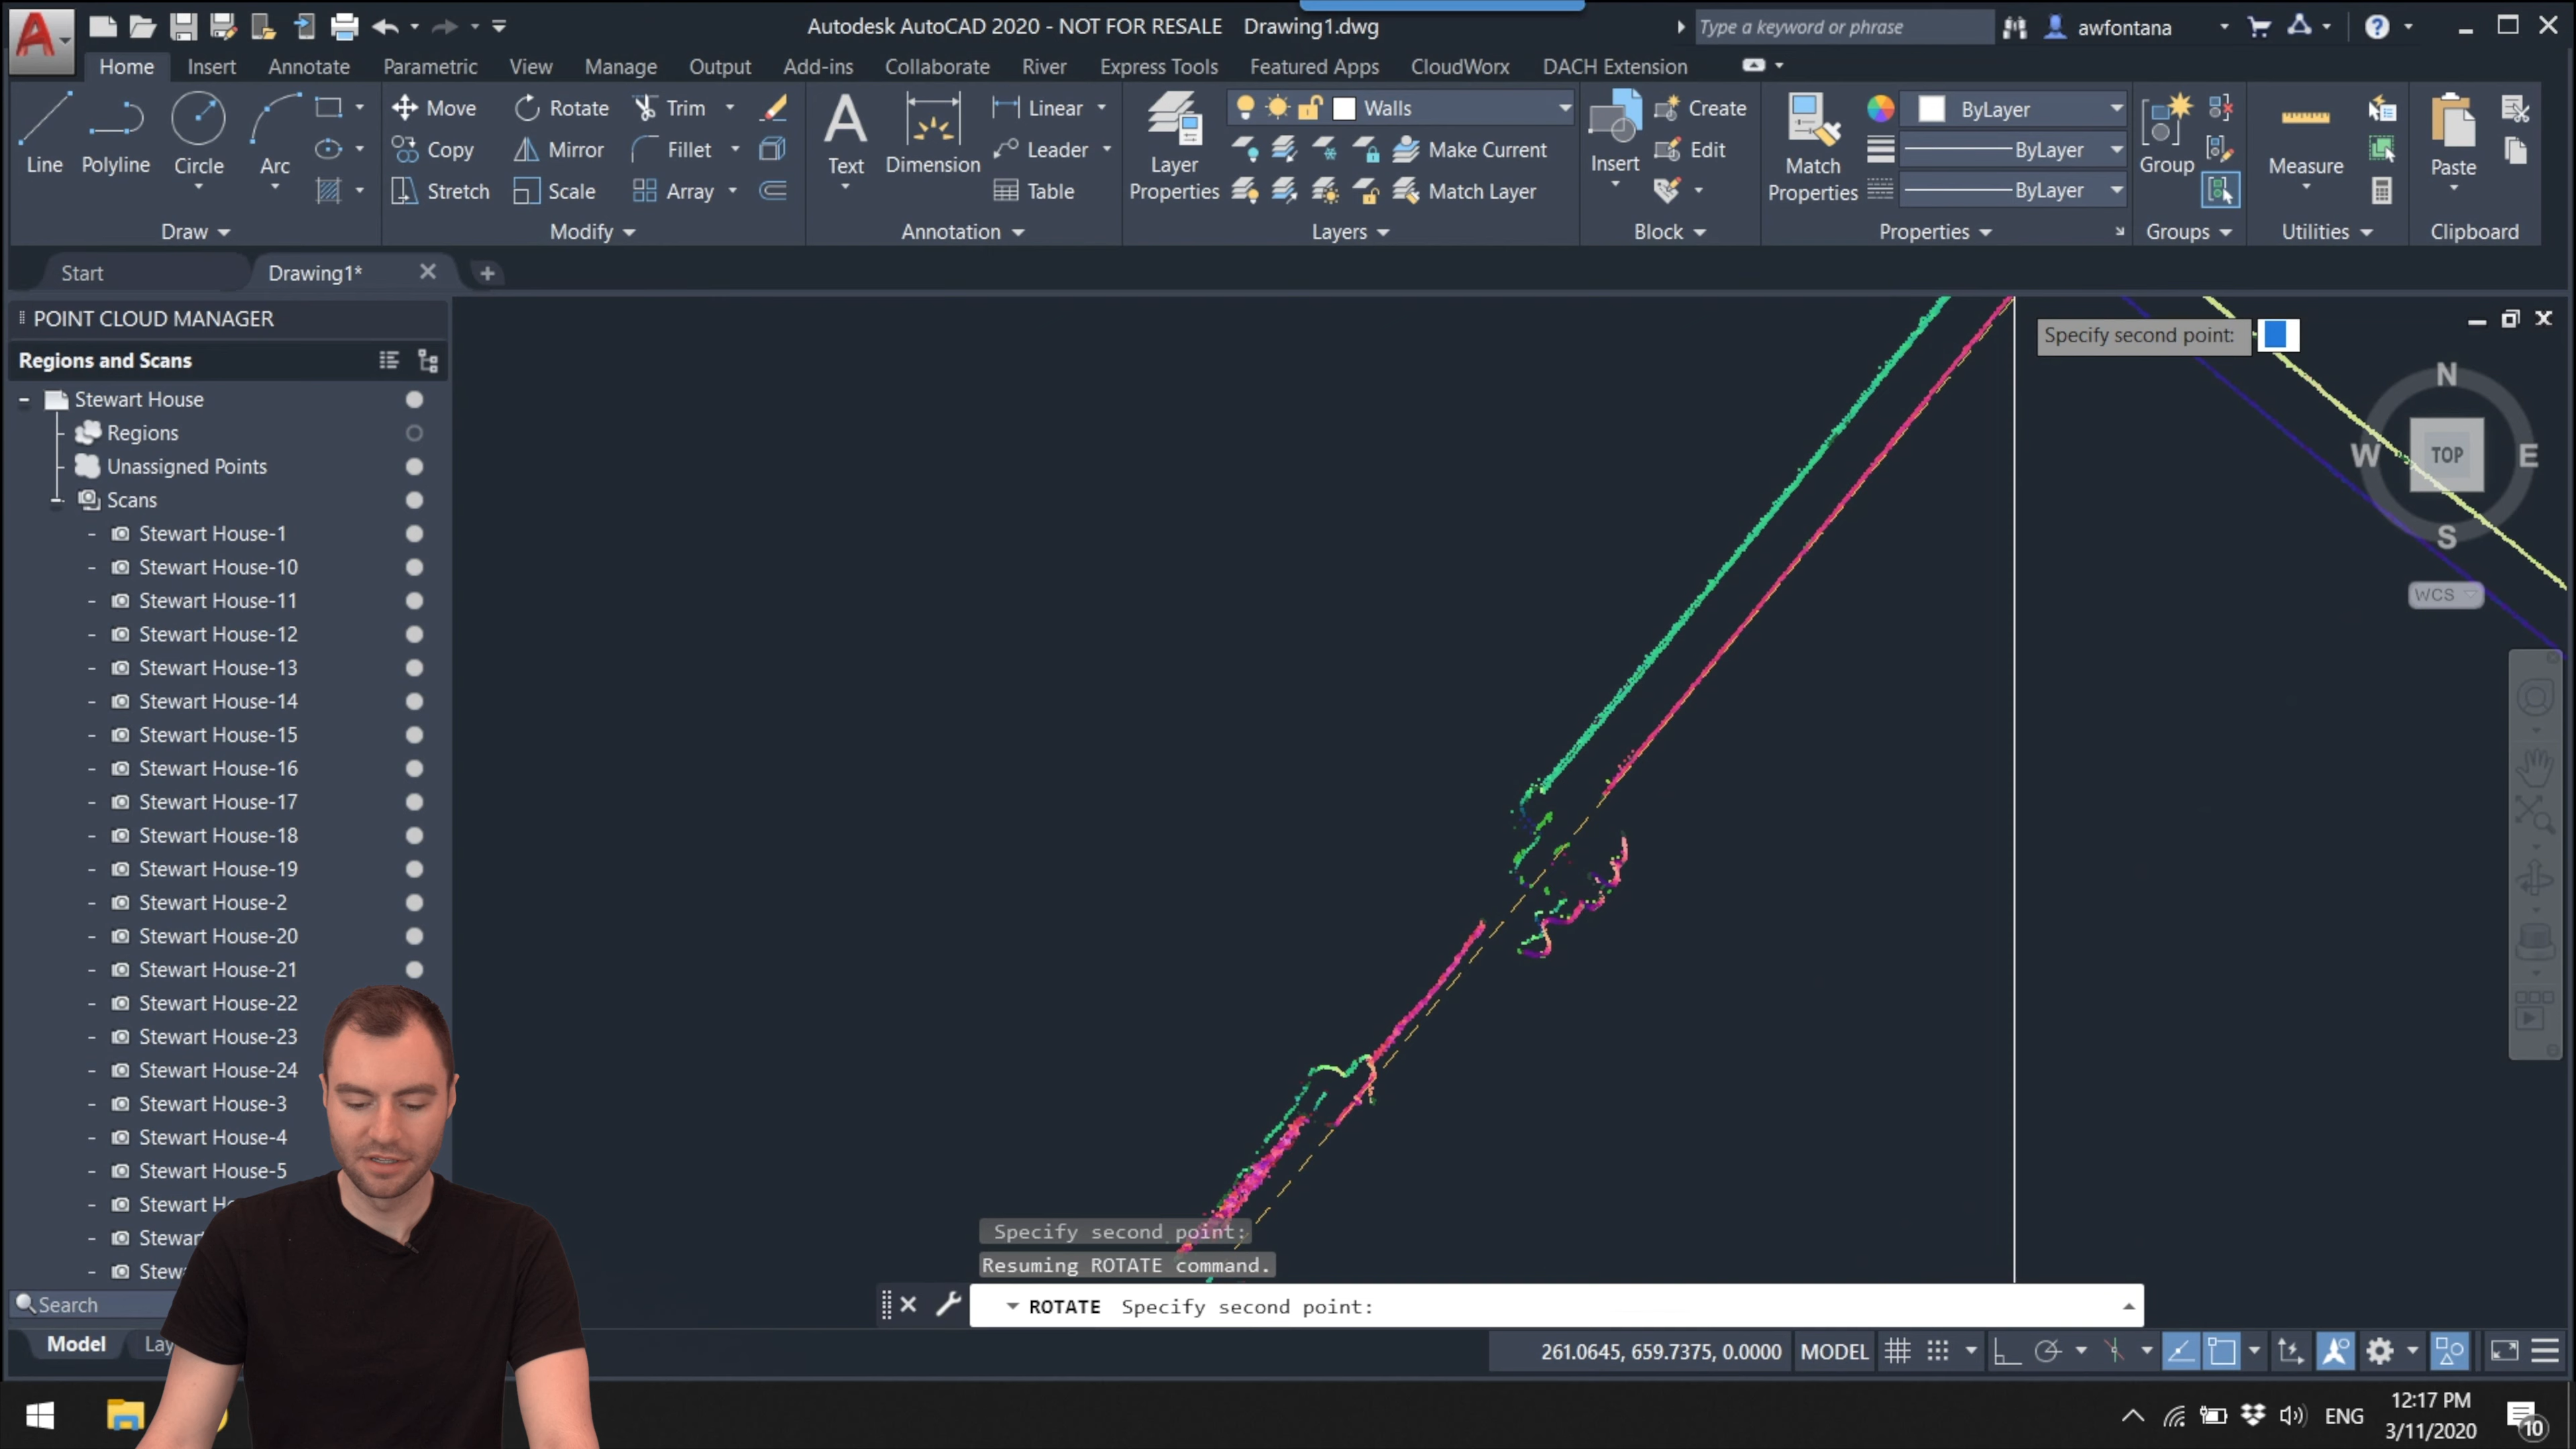 Autodesk AutoCAD 2020 - NOT FOR RESALE Drawing1.dwg
Type a keyword or phrase
awfontana
Home Insert Annotate Parametric View Manage Output Add-ins Collaborate River Express Tools Featured Apps CloudWorx DACH Extension
Line Polyline Circle Arc
Move Rotate Trim
Copy Mirror Fillet
Stretch Scale Array
Text Dimension
Linear
Leader
Table
Layer Properties
Walls
Make Current
Match Layer
Insert
Create
Edit
Match Properties
ByLayer
ByLayer
ByLayer
Group
Measure
Paste
Draw Modify Annotation Layers Block Properties Groups Utilities Clipboard
Start Drawing1*
POINT CLOUD MANAGER
Regions and Scans
Stewart House
Regions
Unassigned Points
Scans
Stewart House-1
Stewart House-10
Stewart House-11
Stewart House-12
Stewart House-13
Stewart House-14
Stewart House-15
Stewart House-16
Stewart House-17
Stewart House-18
Stewart House-19
Stewart House-2
Stewart House-20
Stewart House-21
Stewart House-22
Stewart House-23
Stewart House-24
Stewart House-3
Stewart House-4
Stewart House-5
Stewart Ho
Stewar
Stew
Search
Specify second point:
N
W TOP E
S
WCS
Specify second point:
Resuming ROTATE command.
ROTATE Specify second point:
Model Lay
261.0645, 659.7375, 0.0000 MODEL
ENG
12:17 PM
3/11/2020
10